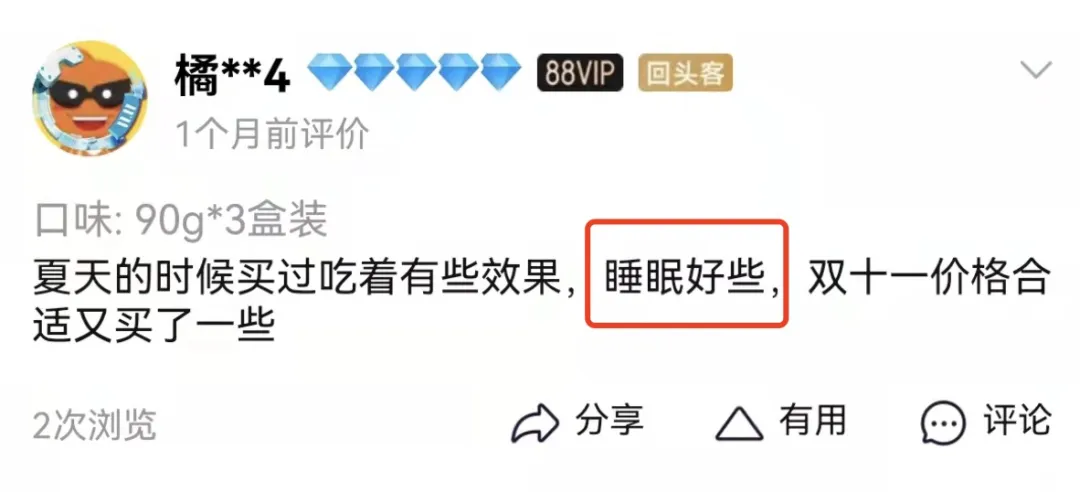 橘**4 88VIP 回头客
1个月前评价
口味: 90g*3盒装
夏天的时候买过吃着有些效果，睡眠好些，双十一价格合
适又买了一些
2次浏览 分享 有用 评论